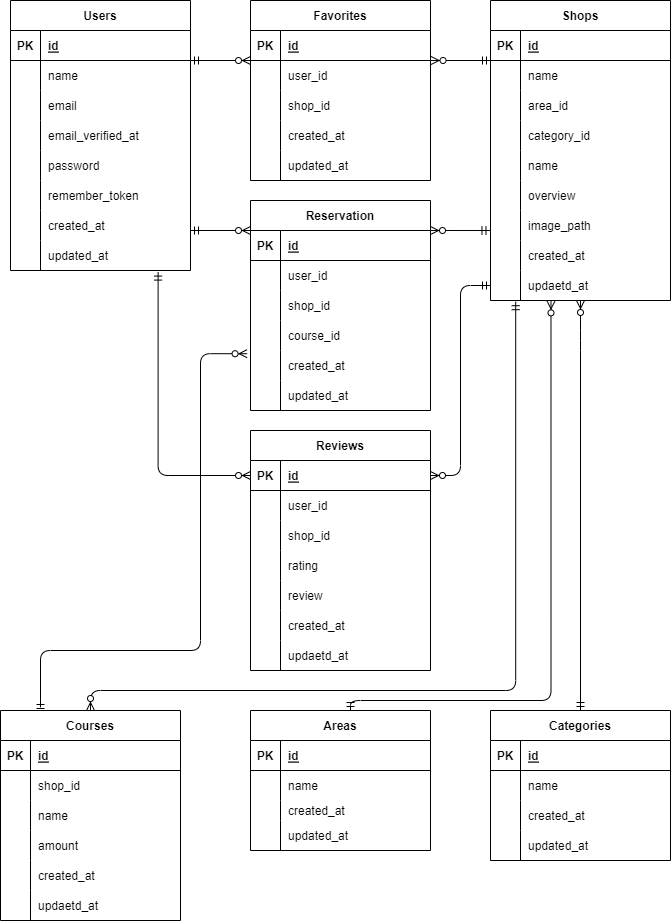 Users
PK id
name
email
email_verified_at
password
remember_token
created_at
updated_at
Favorites
PK id
user_id
shop_id
created_at
updated_at
Shops
PK id
name
area_id
category_id
name
overview
image_path
created_at
updaetd_at
Reservation
PK id
user_id
shop_id
course_id
created_at
updated_at
Reviews
PK id
user_id
shop_id
rating
review
created_at
updaetd_at
Courses
PK id
shop_id
name
amount
created_at
updaetd_at
Areas
PK id
name
created_at
updated_at
Categories
PK id
name
created_at
updated_at